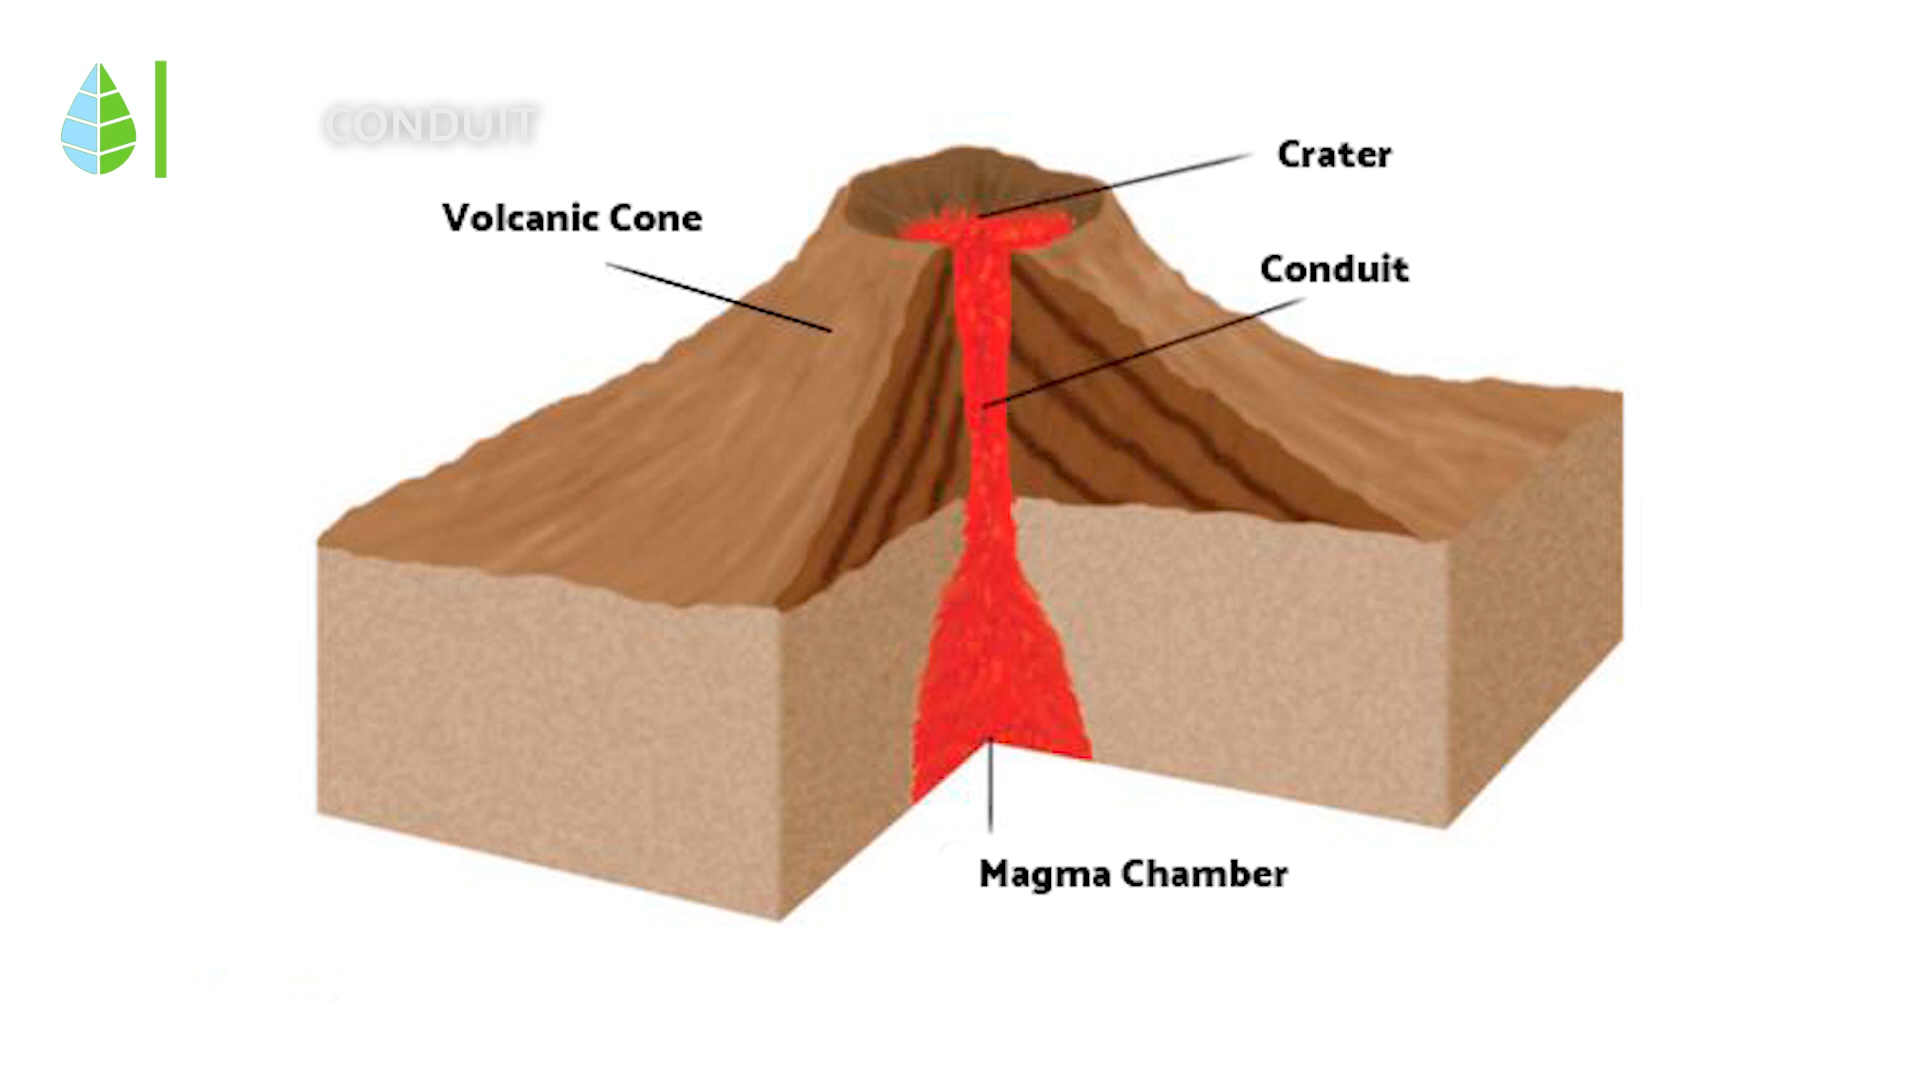 CONDUIT
Crater
Volcanic Cone
Conduit
Magma Chamber